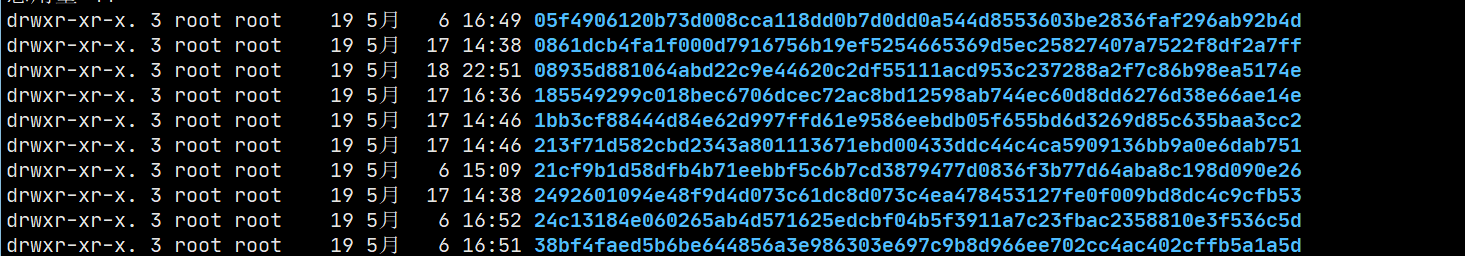 drwxr-xr-x. 3 root root 19 5月 6 16:49 05f4906120b73d008cca118dd0b7d0dd0a544d8553603be2836faf296ab92b4d
drwxr-xr-x. 3 root root 19 5月 17 14:38 0861dcb4fa1f000d7916756b19ef5254665369d5ec25827407a7522f8df2a7ff
drwxr-xr-x. 3 root root 19 5月 18 22:51 08935d881064abd22c9e44620c2df55111acd953c237288a2f7c86b98ea5174e
drwxr-xr-x. 3 root root 19 5月 17 16:36 185549299c018bec6706dcec72ac8bd12598ab744ec60d8dd6276d38e66ae14e
drwxr-xr-x. 3 root root 19 5月 17 14:46 1bb3cf88444d84e62d997ffd61e9586eebdb05f655bd6d3269d85c635baa3cc2
drwxr-xr-x. 3 root root 19 5月 17 14:46 213f71d582cbd2343a801113671ebd00433ddc44c4ca5909136bb9a0e6dab751
drwxr-xr-x. 3 root root 19 5月 6 15:09 21cf9b1d58dfb4b71eebbf5c6b7cd3879477d0836f3b77d64aba8c198d090e26
drwxr-xr-x. 3 root root 19 5月 17 14:38 2492601094e48f9d4d073c61dc8d073c4ea478453127fe0f009bd8dc4c9cfb53
drwxr-xr-x. 3 root root 19 5月 6 16:52 24c13184e060265ab4d571625edcbf04b5f3911a7c23fbac2358810e3f536c5d
drwxr-xr-x. 3 root root 19 5月 6 16:51 38bf4faed5b6be644856a3e986303e697c9b8d966ee702cc4ac402cffb5a1a5d